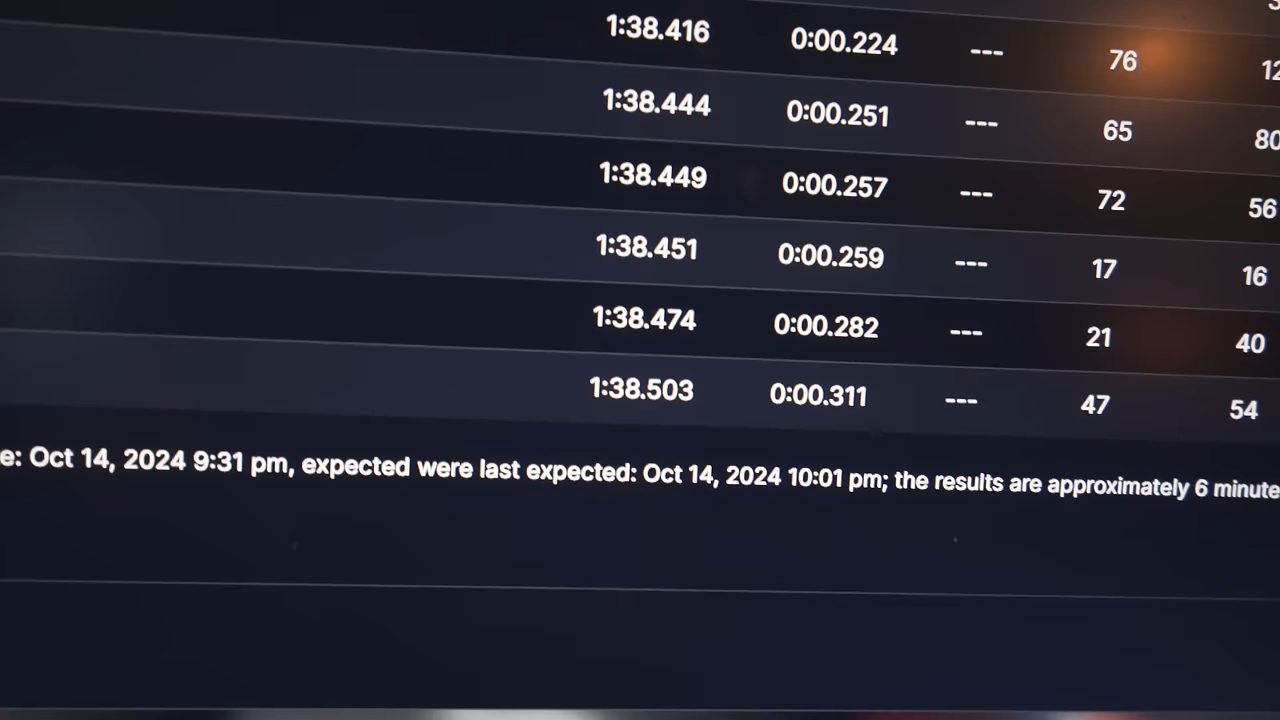 1:38.416 0:00.224 --- 76 12
1:38.444 0:00.251 --- 65 80
1:38.449 0:00.257 --- 72 56
1:38.451 0:00.259 --- 17 16
1:38.474 0:00.282 --- 21 40
1:38.503 0:00.311 --- 47 54
e: Oct 14, 2024 9:31 pm, expected were last expected: Oct 14, 2024 10:01 pm; the results are approximately 6 minute